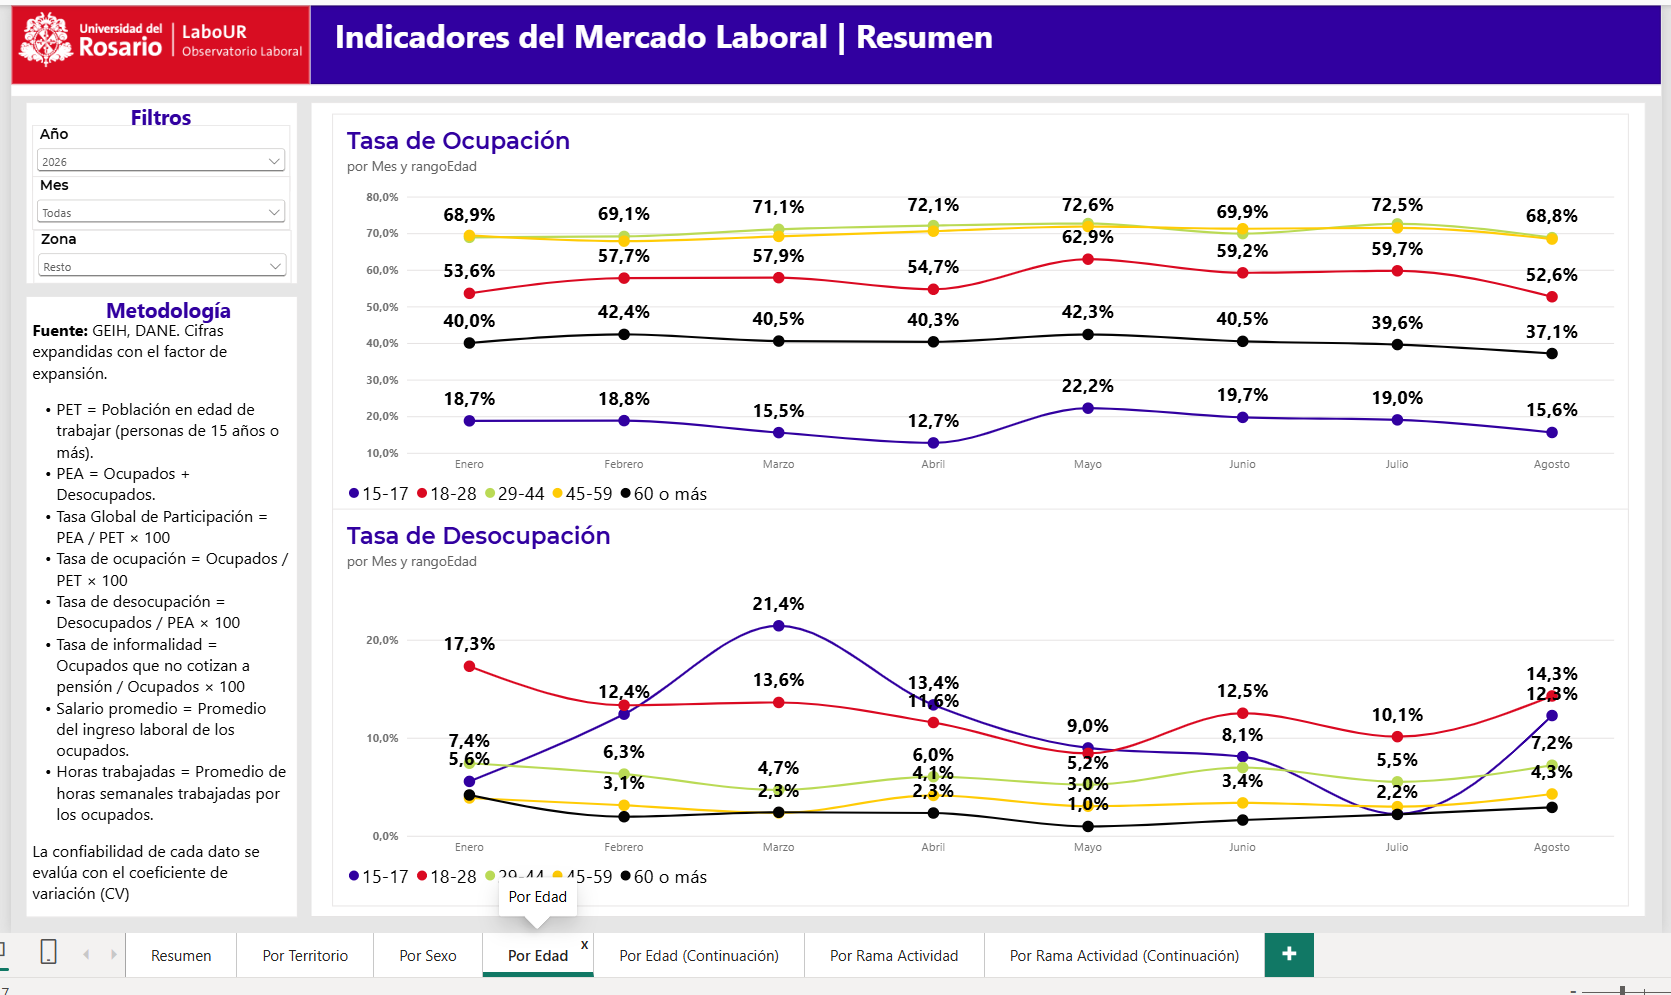 Universidad del
Rosario
LaboUR
Observatorio Laboral
Indicadores del Mercado Laboral | Resumen
Filtros
Año
2026
Mes
Todas
Zona
Resto
Metodología
Fuente: GEIH, DANE. Cifras
expandidas con el factor de
expansión.
• PET = Población en edad de
trabajar (personas de 15 años o
más).
• PEA = Ocupados +
Desocupados.
• Tasa Global de Participación =
PEA / PET × 100
• Tasa de ocupación = Ocupados /
PET × 100
• Tasa de desocupación =
Desocupados / PEA × 100
• Tasa de informalidad =
Ocupados que no cotizan a
pensión / Ocupados × 100
• Salario promedio = Promedio
del ingreso laboral de los
ocupados.
• Horas trabajadas = Promedio de
horas semanales trabajadas por
los ocupados.
La confiabilidad de cada dato se
evalúa con el coeficiente de
variación (CV)
Tasa de Ocupación
por Mes y rangoEdad
80,0%
70,0%
60,0%
50,0%
40,0%
30,0%
20,0%
10,0%
68,9% 69,1% 71,1% 72,1% 72,6% 69,9% 72,5% 68,8%
53,6% 57,7% 57,9% 54,7% 62,9% 59,2% 59,7% 52,6%
40,0% 42,4% 40,5% 40,3% 42,3% 40,5% 39,6% 37,1%
18,7% 18,8% 15,5% 12,7% 22,2% 19,7% 19,0% 15,6%
Enero Febrero Marzo Abril Mayo Junio Julio Agosto
15-17 18-28 29-44 45-59 60 o más
Tasa de Desocupación
por Mes y rangoEdad
20,0%
10,0%
0,0%
21,4%
17,3% 12,4% 13,6% 13,4% 9,0% 12,5% 10,1% 14,3%
11,6% 8,1% 12,3%
7,4% 6,3% 4,7% 6,0% 5,2% 5,5% 7,2%
5,6% 3,1% 2,3% 4,1% 3,0% 3,4% 2,2% 4,3%
2,3% 1,0%
Enero Febrero Marzo Abril Mayo Junio Julio Agosto
15-17 18-28 29-44 45-59 60 o más
Por Edad
Resumen
Por Territorio
Por Sexo
Por Edad x
Por Edad (Continuación)
Por Rama Actividad
Por Rama Actividad (Continuación)
+
7